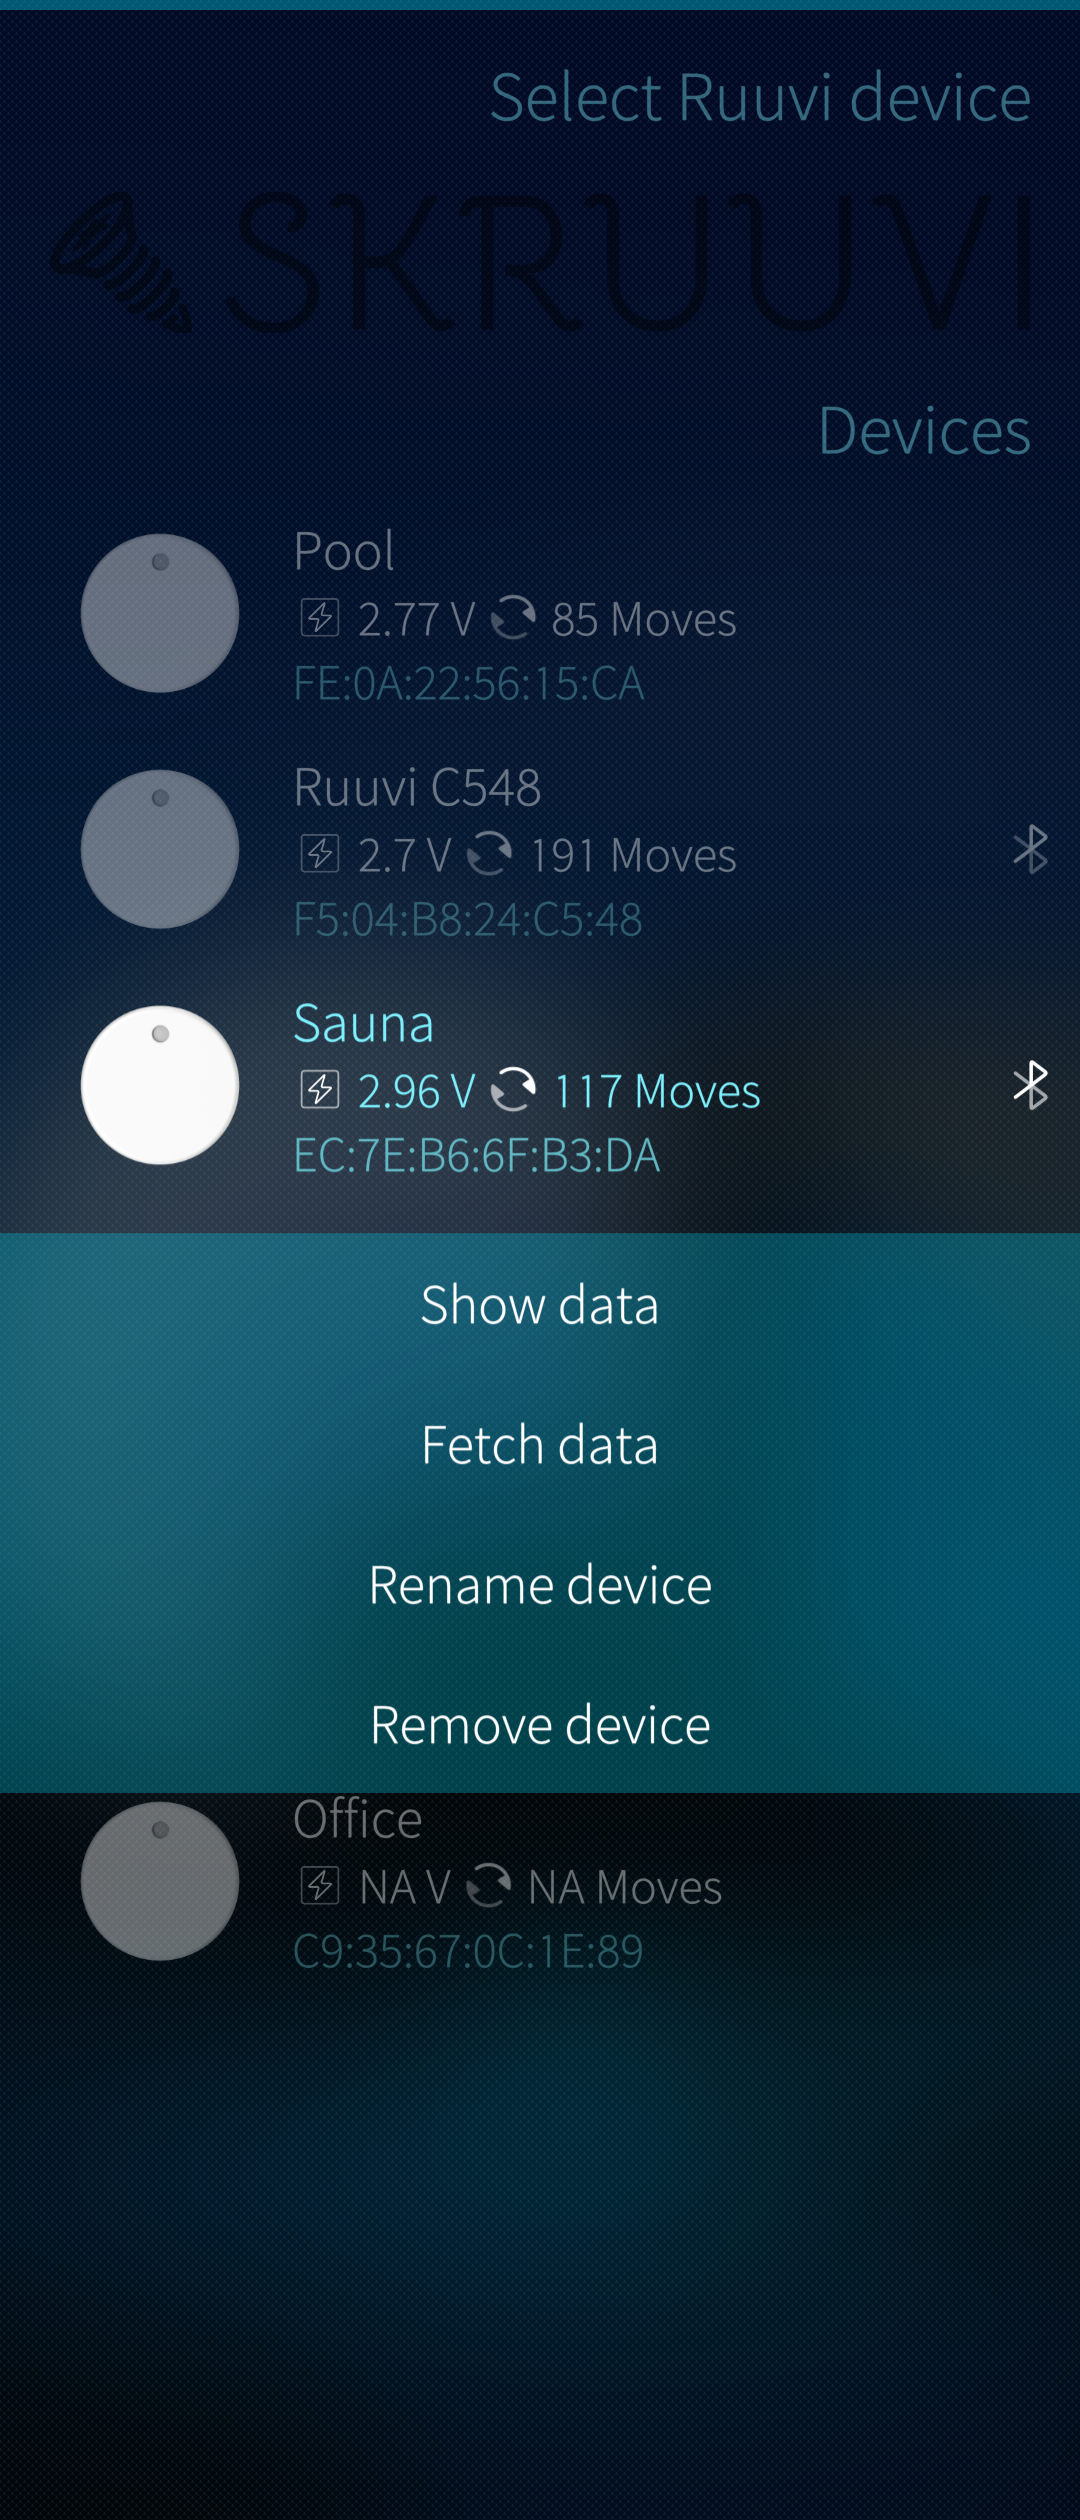 Select Ruuvi device
SKRUUVI
Devices
Pool
2.77 V 85 Moves
FE:0A:22:56:15:CA
Ruuvi C548
2.7 V 191 Moves
F5:04:B8:24:C5:48
Sauna
2.96 V 117 Moves
EC:7E:B6:6F:B3:DA
Show data
Fetch data
Rename device
Remove device
Office
NA V NA Moves
C9:35:67:0C:1E:89